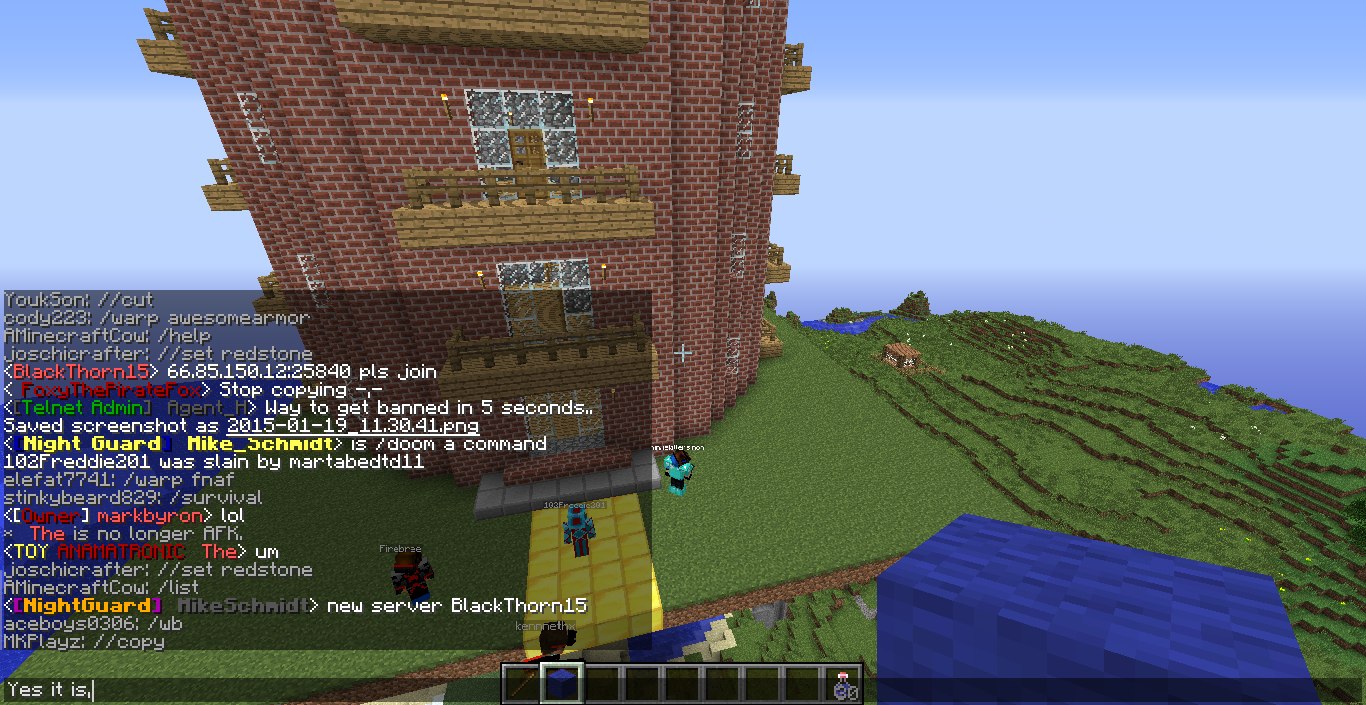 Youk5on: //cut
cody223: /warp awesomearmor
AMinecraftCow: /help
joschicrafter: //set redstone
<BlackThorn15> 66.85.150.12:25840 pls join
< FoxyThePirateFox> Stop copying -,-
<[Telnet Admin] Agent_H> Way to get banned in 5 seconds..
Saved screenshot as 2015-01-19_11.30.41.png
<[Night Guard] Mike_Schmidt> is /doom a command
102Freddie201 was slain by martabedtd11
elefat7741: /warp fnaf
stinkybeard829: /survival
<[Owner] markbyron> lol
* The is no longer AFK.
<TOY ANAMATRONIC The> um
joschicrafter: //set redstone
AMinecraftCow: //list
<[NightGuard] MikeSchmidt> new server BlackThorn15
aceboys0306: /wb
MKPlayz: //copy
102Freddie201
Firebree
kennnethx
Yes it is,